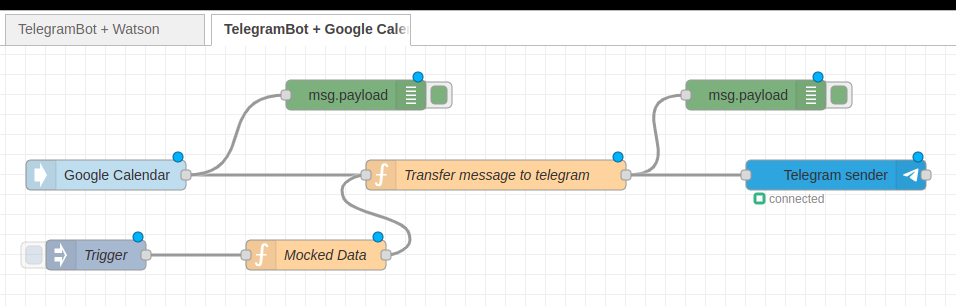 TelegramBot + Watson
TelegramBot + Google Cale
msg.payload
msg.payload
Google Calendar
Transfer message to telegram
Telegram sender
connected
Trigger
Mocked Data